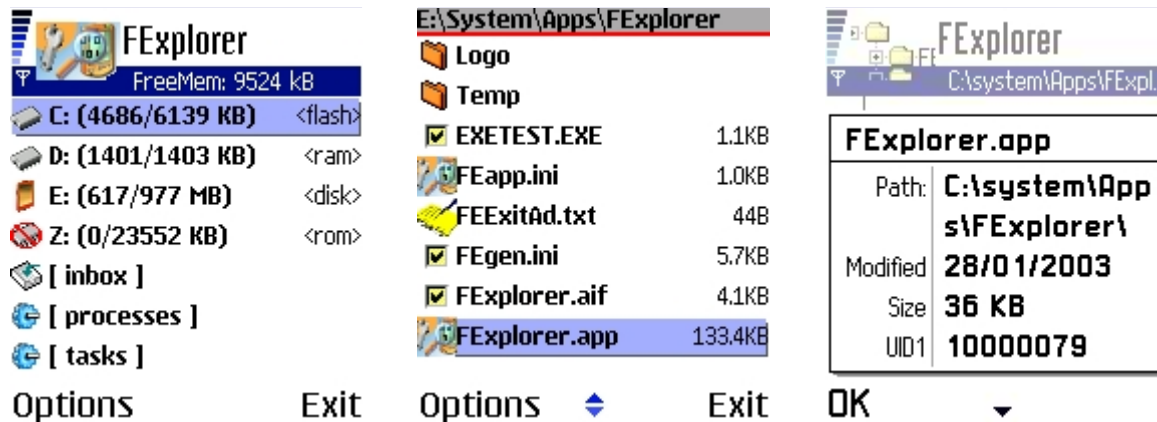 FExplorer
FreeMem: 9524 kB
C: (4686/6139 KB) <flash>
D: (1401/1403 KB) <ram>
E: (617/977 MB) <disk>
Z: (0/23552 KB) <rom>
[ inbox ]
[ processes ]
[ tasks ]
Options Exit
E:\System\Apps\FExplorer
Logo
Temp
EXETEST.EXE 1.1KB
FEapp.ini 1.0KB
FEExitAd.txt 44B
FEgen.ini 5.7KB
FExplorer.aif 4.1KB
FExplorer.app 133.4KB
Options Exit
FExplorer
C:\system\Apps\FExpl.
FExplorer.app
Path: C:\system\App
s\FExplorer\
Modified 28/01/2003
Size 36 KB
UID1 10000079
OK